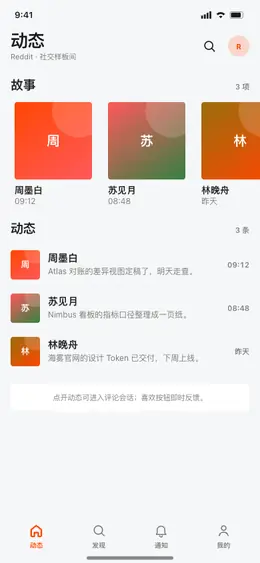 9:41
动态
Reddit · 社交样板间
R
故事
3 项
周
苏
林
周墨白
苏见月
林晚舟
09:12
08:48
昨天
动态
3 条
周
周墨白
Atlas 对账的差异视图定稿了，明天走查。
09:12
苏
苏见月
Nimbus 看板的指标口径整理成一页纸。
08:48
林
林晚舟
海雾官网的设计 Token 已交付，下周上线。
昨天
点开动态可进入评论会话；喜欢按钮即时反馈。
动态
发现
通知
我的